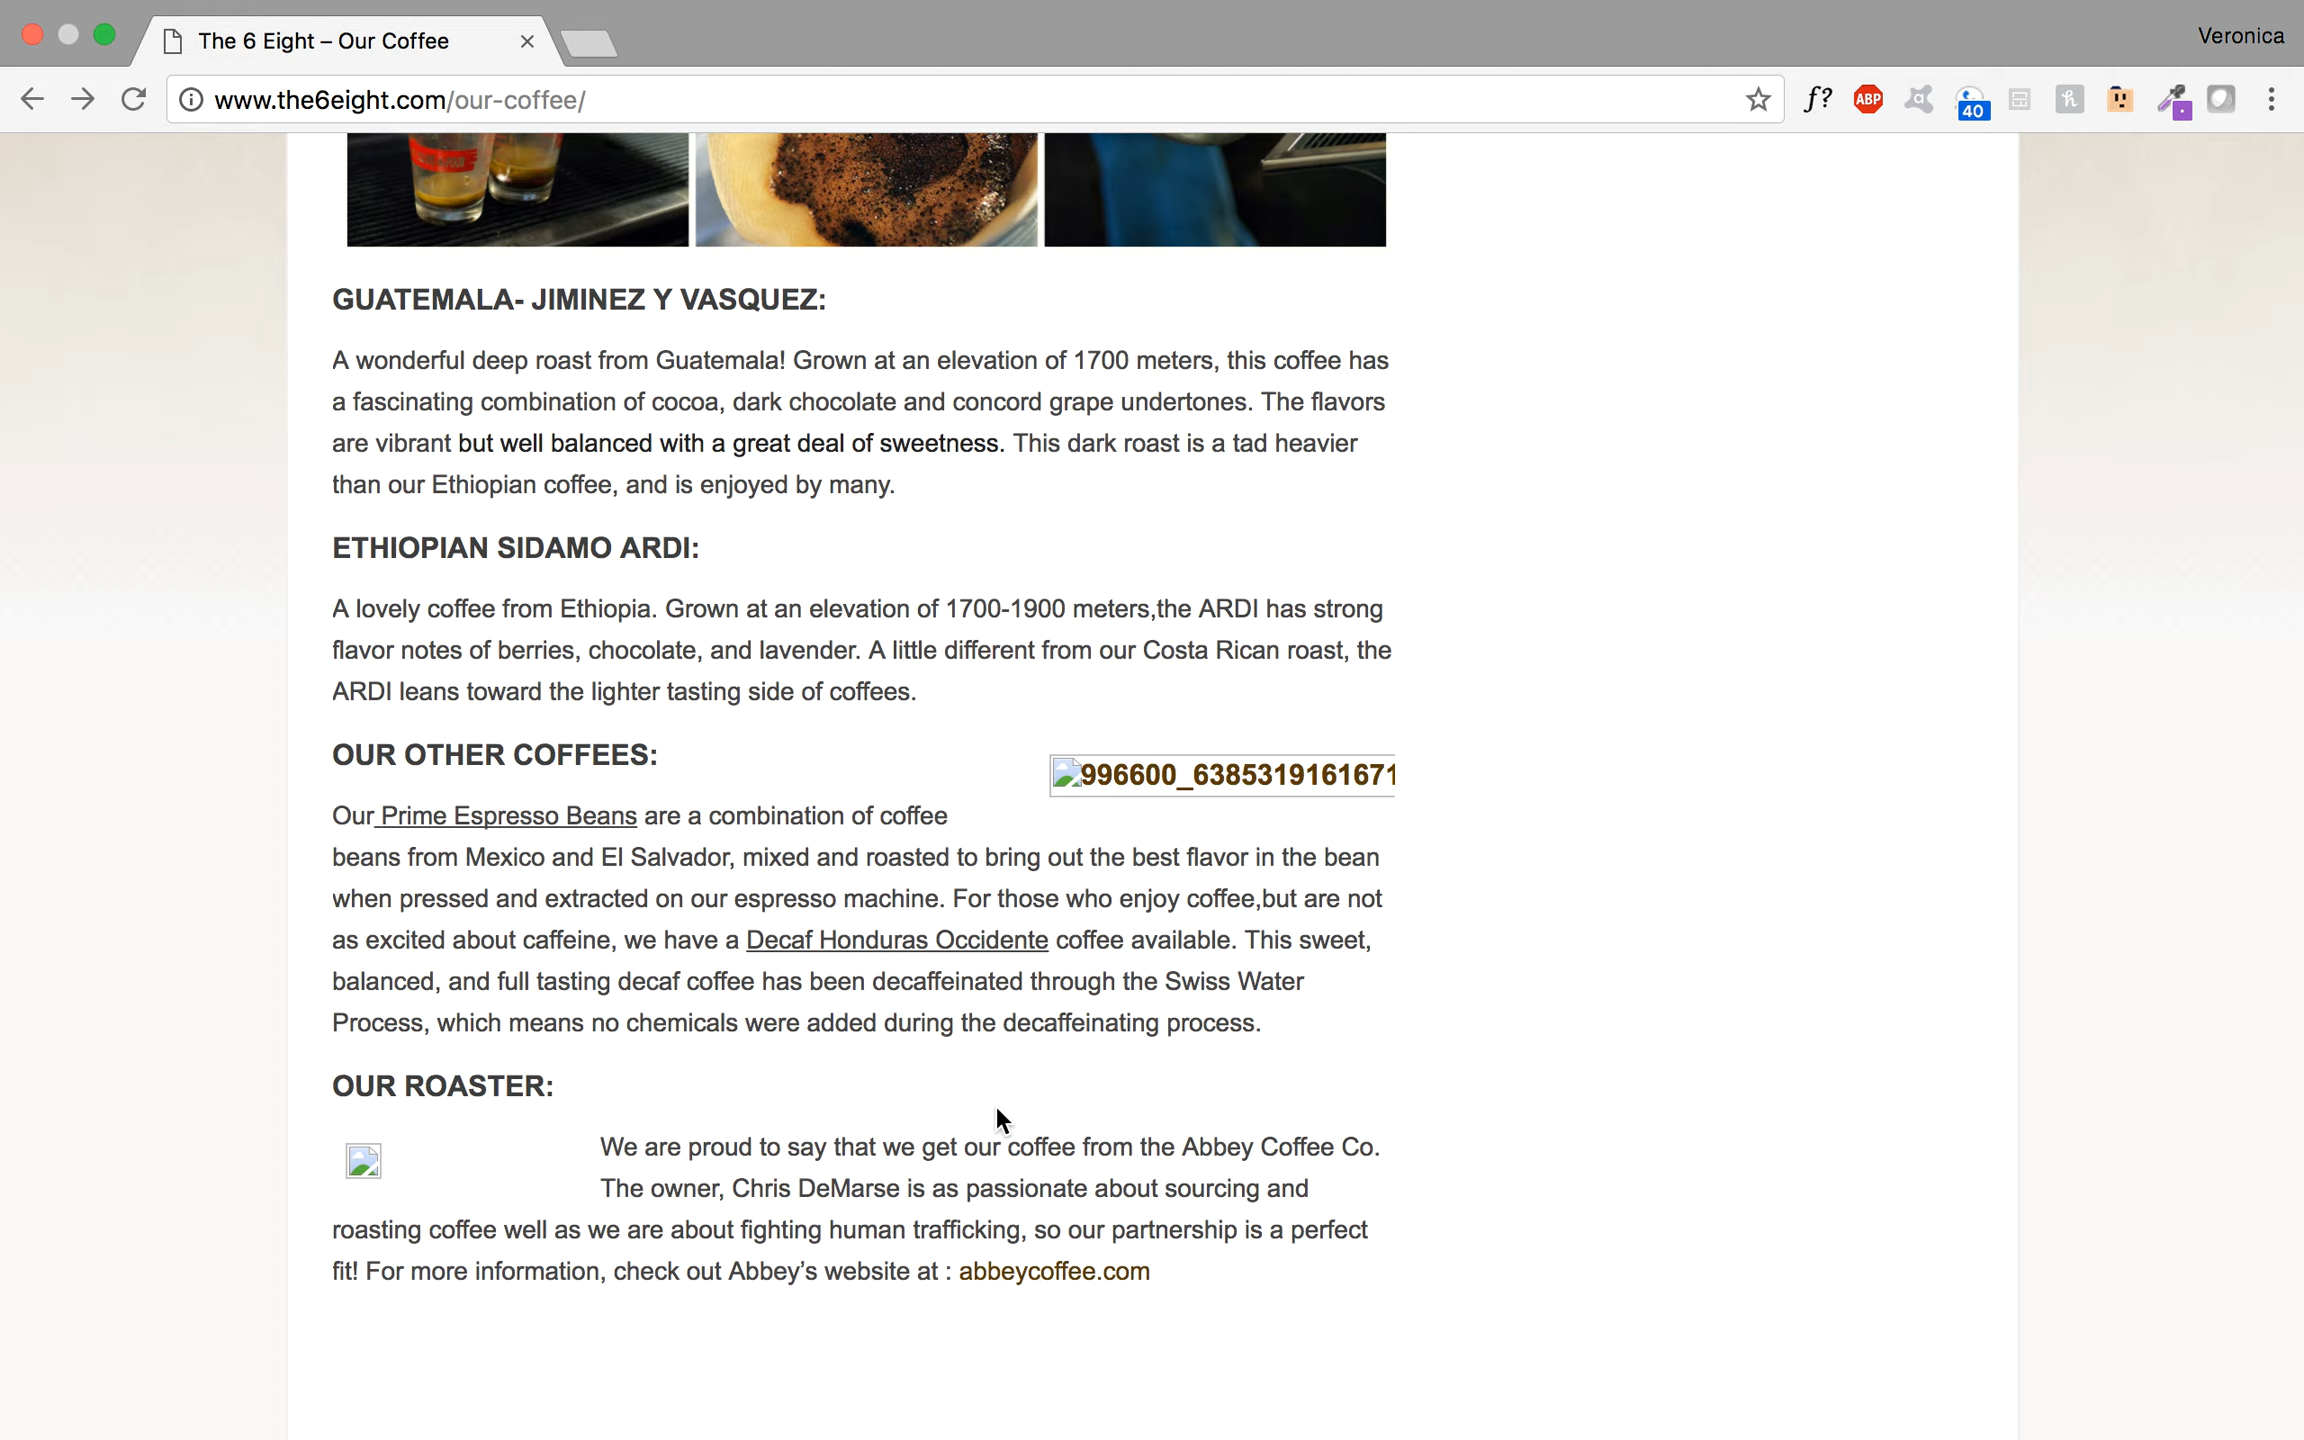 The 6 Eight – Our Coffee
Veronica
www.the6eight.com/our-coffee/
f?
ABP
40
GUATEMALA- JIMINEZ Y VASQUEZ:
A wonderful deep roast from Guatemala! Grown at an elevation of 1700 meters, this coffee has
a fascinating combination of cocoa, dark chocolate and concord grape undertones. The flavors
are vibrant but well balanced with a great deal of sweetness. This dark roast is a tad heavier
than our Ethiopian coffee, and is enjoyed by many.
ETHIOPIAN SIDAMO ARDI:
A lovely coffee from Ethiopia. Grown at an elevation of 1700-1900 meters,the ARDI has strong
flavor notes of berries, chocolate, and lavender. A little different from our Costa Rican roast, the
ARDI leans toward the lighter tasting side of coffees.
OUR OTHER COFFEES:
996600_6385319161671
Our Prime Espresso Beans are a combination of coffee
beans from Mexico and El Salvador, mixed and roasted to bring out the best flavor in the bean
when pressed and extracted on our espresso machine. For those who enjoy coffee,but are not
as excited about caffeine, we have a Decaf Honduras Occidente coffee available. This sweet,
balanced, and full tasting decaf coffee has been decaffeinated through the Swiss Water
Process, which means no chemicals were added during the decaffeinating process.
OUR ROASTER:
We are proud to say that we get our coffee from the Abbey Coffee Co.
The owner, Chris DeMarse is as passionate about sourcing and
roasting coffee well as we are about fighting human trafficking, so our partnership is a perfect
fit! For more information, check out Abbey’s website at : abbeycoffee.com